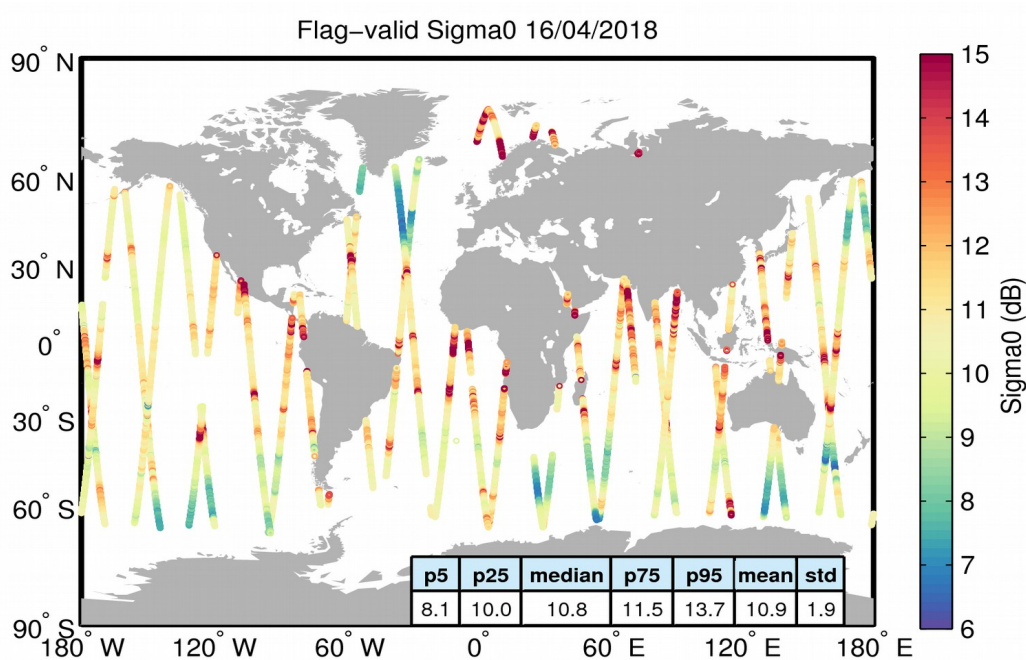 Flag−valid Sigma0 16/04/2018
90° N
60° N
30° N
0°
30° S
60° S
90° S
180° W
120° W
60° W
0°
60° E
120° E
180° E
15
14
13
12
11
10
9
8
7
6
Sigma0 (dB)
p5 p25 median p75 p95 mean std
8.1 10.0 10.8 11.5 13.7 10.9 1.9